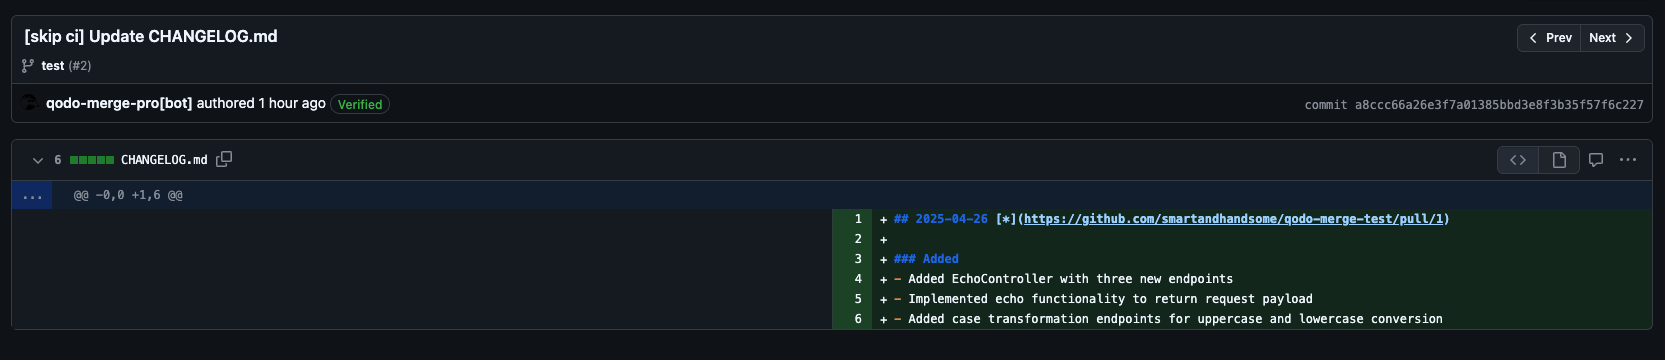 [skip ci] Update CHANGELOG.md
Prev Next
test (#2)
qodo-merge-pro[bot] authored 1 hour ago Verified
commit a8ccc66a26e3f7a01385bbd3e8f3b35f57f6c227
6 CHANGELOG.md
... @@ -0,0 +1,6 @@
1 + ## 2025-04-26 [*](https://github.com/smartandhandsome/qodo-merge-test/pull/1)
2 +
3 + ### Added
4 + - Added EchoController with three new endpoints
5 + - Implemented echo functionality to return request payload
6 + - Added case transformation endpoints for uppercase and lowercase conversion